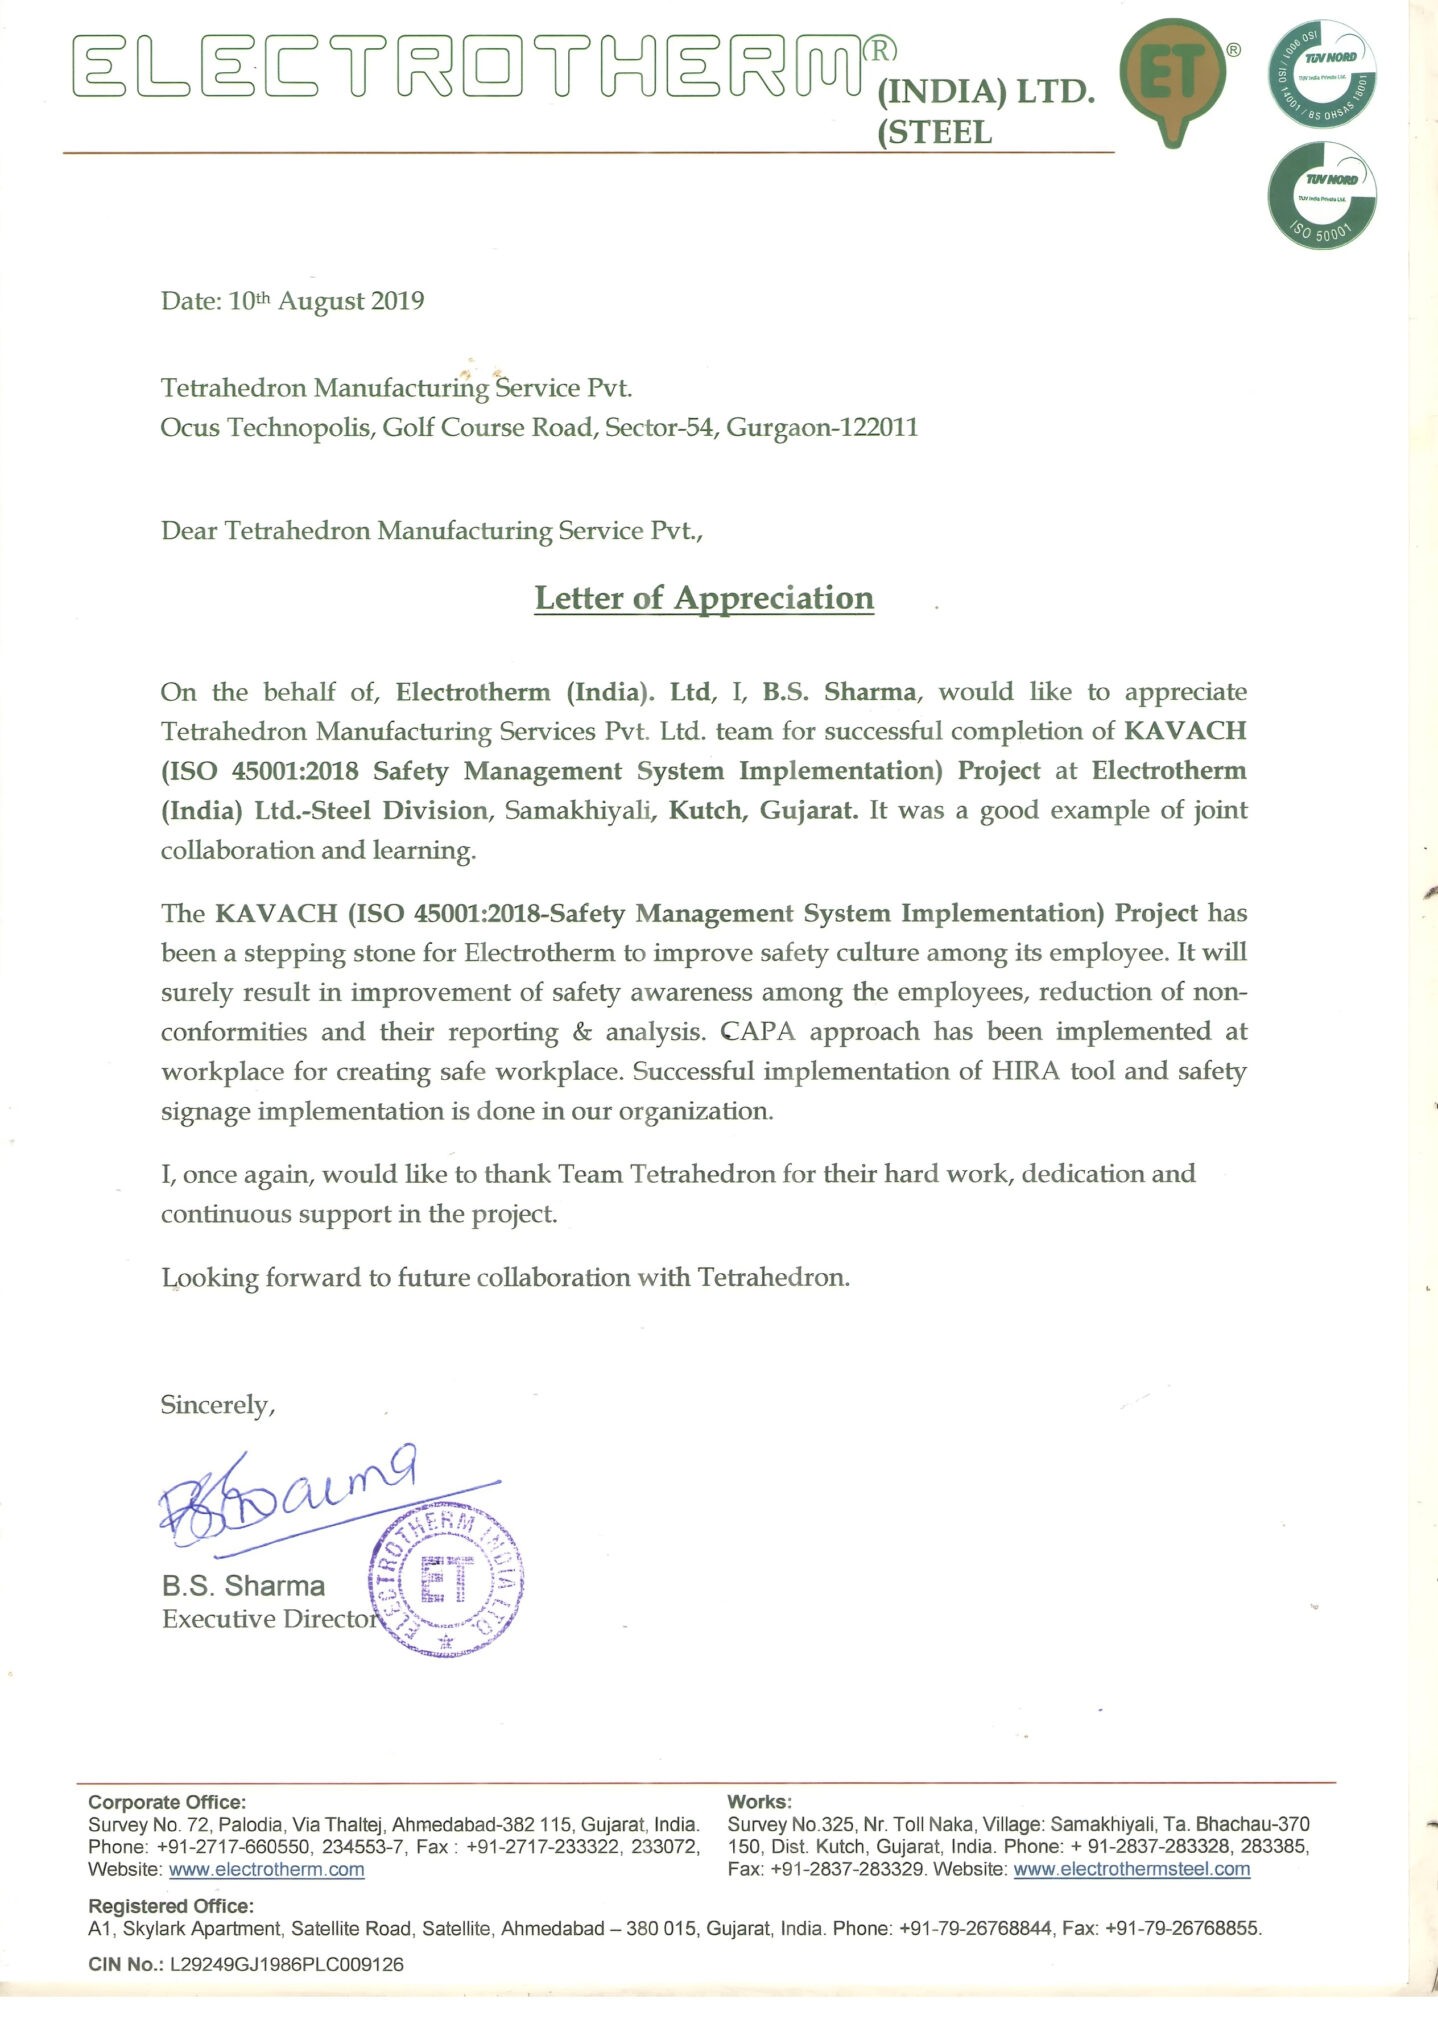 ELECTROTHERM®
(INDIA) LTD.
(STEEL
ET ®
ISO 9001 / ISO 14001 / BS OHSAS 18001
TUV NORD
TUV India Private Ltd.
TUV NORD
TUV India Private Ltd.
ISO 50001
Date: 10th August 2019
Tetrahedron Manufacturing Service Pvt.
Ocus Technopolis, Golf Course Road, Sector-54, Gurgaon-122011
Dear Tetrahedron Manufacturing Service Pvt.,
Letter of Appreciation
On the behalf of, Electrotherm (India). Ltd, I, B.S. Sharma, would like to appreciate
Tetrahedron Manufacturing Services Pvt. Ltd. team for successful completion of KAVACH
(ISO 45001:2018 Safety Management System Implementation) Project at Electrotherm
(India) Ltd.-Steel Division, Samakhiyali, Kutch, Gujarat. It was a good example of joint
collaboration and learning.
The KAVACH (ISO 45001:2018-Safety Management System Implementation) Project has
been a stepping stone for Electrotherm to improve safety culture among its employee. It will
surely result in improvement of safety awareness among the employees, reduction of non-
conformities and their reporting & analysis. CAPA approach has been implemented at
workplace for creating safe workplace. Successful implementation of HIRA tool and safety
signage implementation is done in our organization.
I, once again, would like to thank Team Tetrahedron for their hard work, dedication and
continuous support in the project.
Looking forward to future collaboration with Tetrahedron.
Sincerely,
BSSharma
B.S. Sharma
Executive Director
ELECTROTHERM INDIA LTD.
ET
Corporate Office:
Survey No. 72, Palodia, Via Thaltej, Ahmedabad-382 115, Gujarat, India.
Phone: +91-2717-660550, 234553-7, Fax : +91-2717-233322, 233072,
Website: www.electrotherm.com
Works:
Survey No.325, Nr. Toll Naka, Village: Samakhiyali, Ta. Bhachau-370
150, Dist. Kutch, Gujarat, India. Phone: + 91-2837-283328, 283385,
Fax: +91-2837-283329. Website: www.electrothermsteel.com
Registered Office:
A1, Skylark Apartment, Satellite Road, Satellite, Ahmedabad – 380 015, Gujarat, India. Phone: +91-79-26768844, Fax: +91-79-26768855.
CIN No.: L29249GJ1986PLC009126